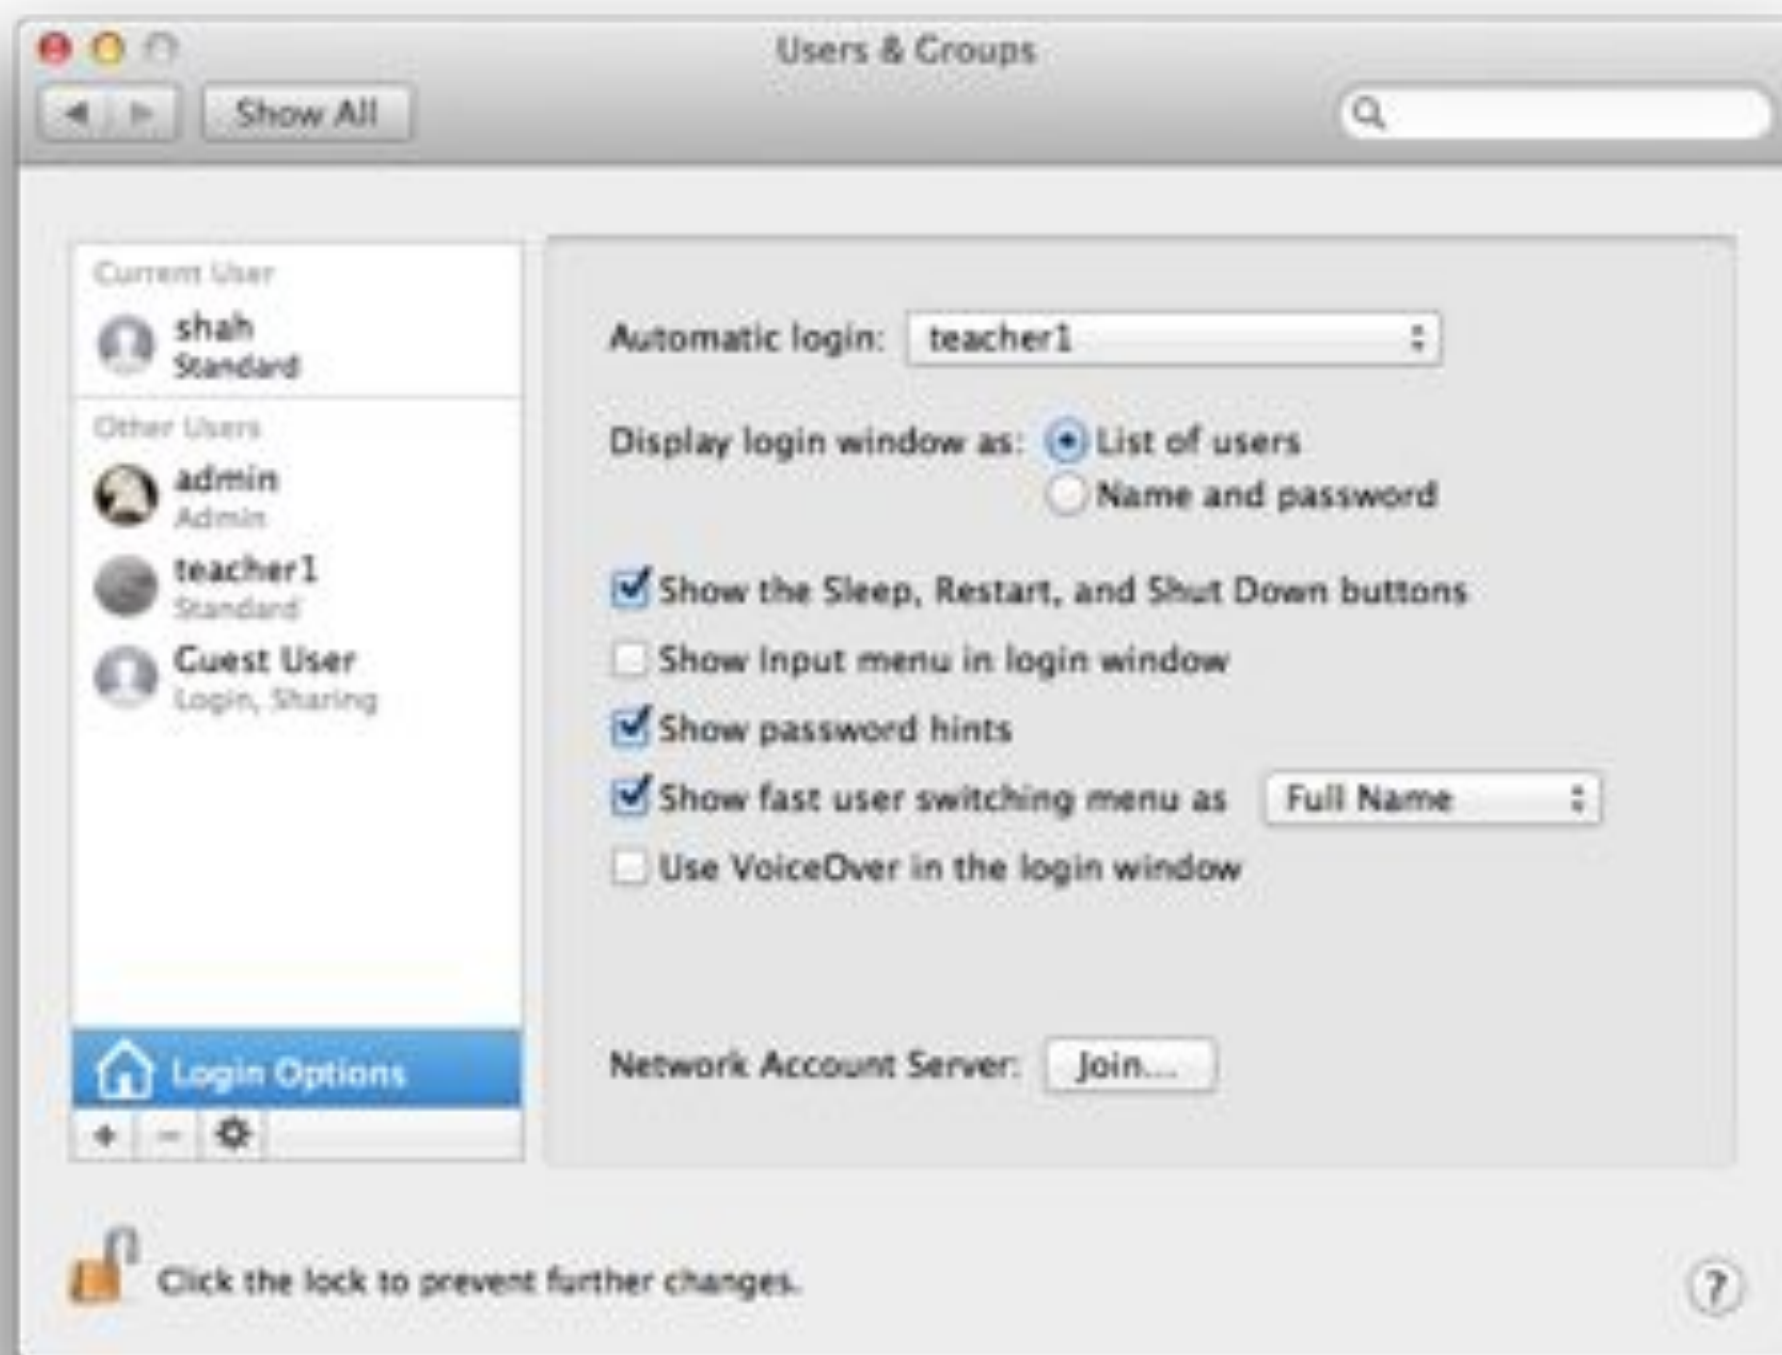 Users & Groups
Show All
Current User
shah
Standard
Other Users
admin
Admin
teacher1
Standard
Guest User
Login, Sharing
Login Options
+ −
Automatic login: teacher1
Display login window as: List of users
Name and password
Show the Sleep, Restart, and Shut Down buttons
Show Input menu in login window
Show password hints
Show fast user switching menu as Full Name
Use VoiceOver in the login window
Network Account Server: Join...
Click the lock to prevent further changes.
?